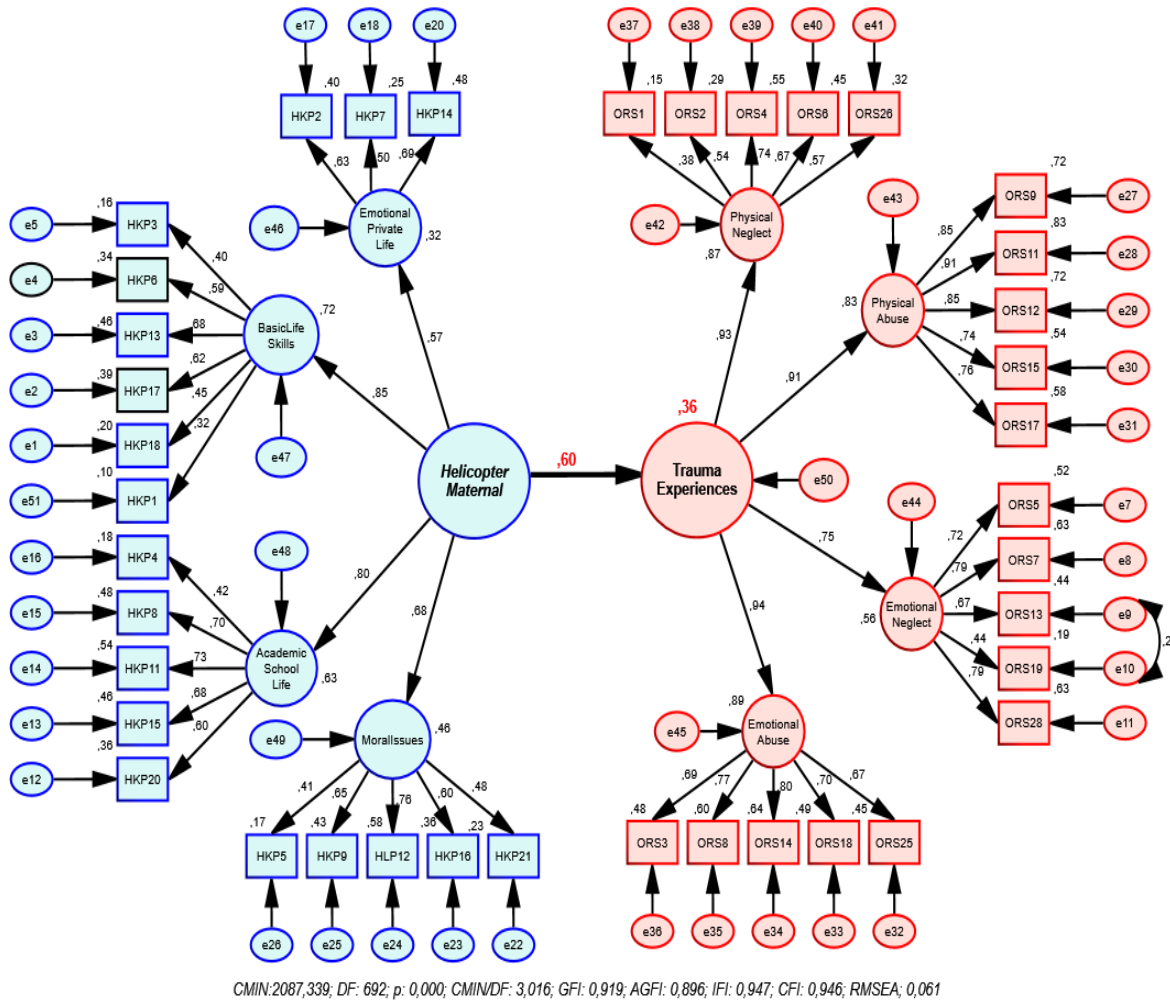 e17 e18 e20 e37 e38 e39 e40 e41
,40 ,25 ,48 ,15 ,29 ,55 ,45 ,32
HKP2 HKP7 HKP14 ORS1 ORS2 ORS4 ORS6 ORS26
,63 ,50 ,69 ,38 ,54 ,74 ,67 ,57
e46
Emotional
Private
Life
,32
e42
Physical
Neglect
,87
e43
,72
ORS9 e27
,83
ORS11 e28
,72
ORS12 e29
,54
ORS15 e30
,58
ORS17 e31
,85
,91
,85
,74
,76
,83
Physical
Abuse
e5 ,16 HKP3
e4 ,34 HKP6
e3 ,46 HKP13
e2 ,39 HKP17
e1 ,20 HKP18
e51 ,10 HKP1
,40
,59
,68
,62
,45
,32
BasicLife
Skills
,72
e47
,57
,85
,93
,91
Helicopter
Maternal
,60
,36
Trauma
Experiences
e50
e44
,75
,52
ORS5 e7
,63
ORS7 e8
,44
ORS13 e9
,19
ORS19 e10
,63
ORS28 e11
,2
,72
,79
,67
,44
,79
,56
Emotional
Neglect
e16 ,18 HKP4
e15 ,48 HKP8
e14 ,54 HKP11
e13 ,46 HKP15
e12 ,36 HKP20
,42
,70
,73
,68
,60
e48
Academic
School
Life
,63
,80
,68
,94
e49
MoralIssues
,46
e45
,89
Emotional
Abuse
,41 ,65 ,76 ,60 ,48 ,69 ,77 ,80 ,70 ,67
,17 ,43 ,58 ,36 ,23 ,48 ,60 ,64 ,49 ,45
HKP5 HKP9 HLP12 HKP16 HKP21 ORS3 ORS8 ORS14 ORS18 ORS25
e26 e25 e24 e23 e22 e36 e35 e34 e33 e32
CMIN:2087,339; DF: 692; p: 0,000; CMIN/DF: 3,016; GFI: 0,919; AGFI: 0,896; IFI: 0,947; CFI: 0,946; RMSEA: 0,061